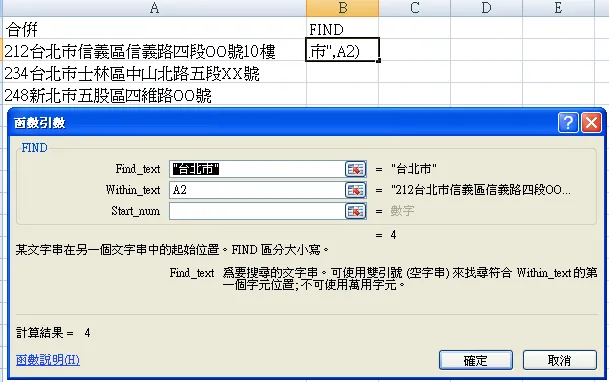 A B C D E
合併 FIND
212台北市信義區信義路四段OO號10樓 市",A2)
234台北市士林區中山北路五段XX號
248新北市五股區四維路OO號
函數引數
FIND
Find_text "台北市" = "台北市"
Within_text A2 = "212台北市信義區信義路四段OO...
Start_num = 數字
= 4
某文字串在另一個文字串中的起始位置。FIND 區分大小寫。
Find_text 為要搜尋的文字串。可使用雙引號 (空字串) 來找尋符合 Within_text 的第
一個字元位置; 不可使用萬用字元。
計算結果 = 4
函數說明(H) 確定 取消